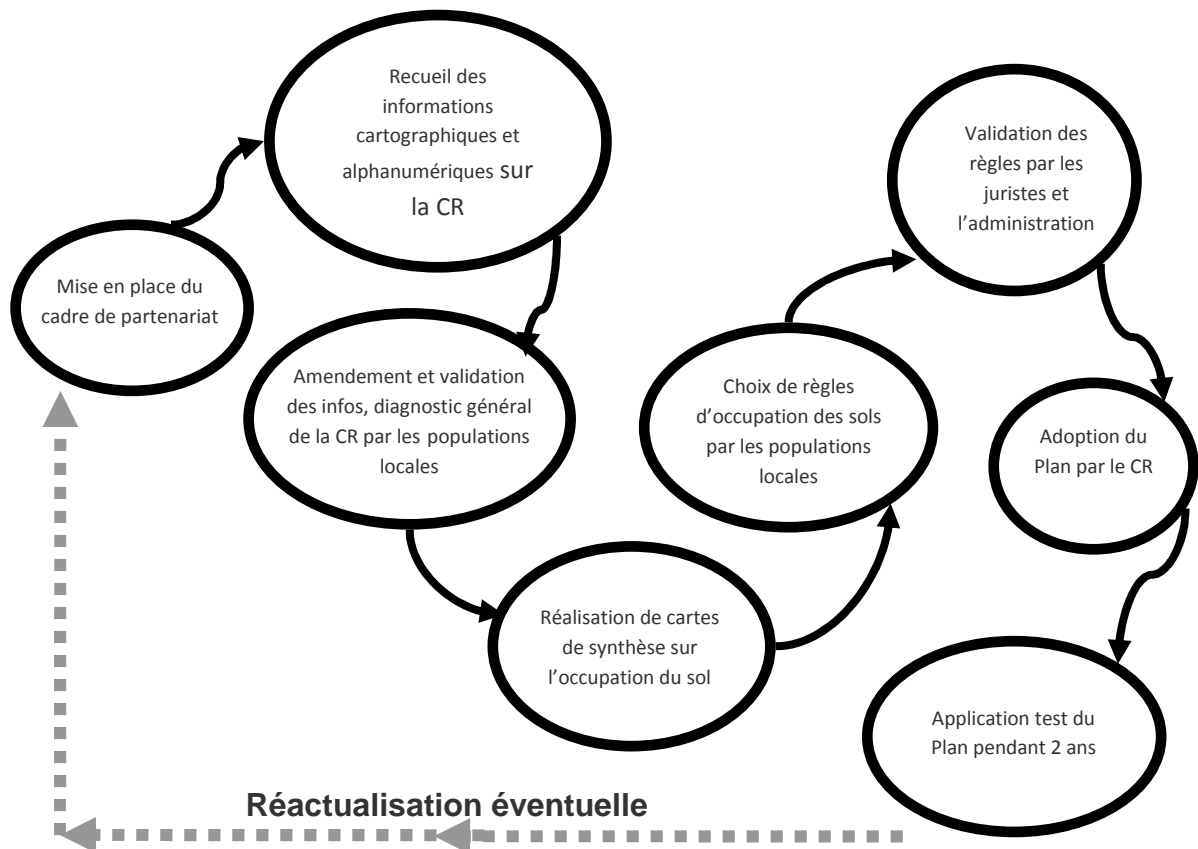 Mise en place du
cadre de partenariat
Recueil des
informations
cartographiques et
alphanumériques sur
la CR
Amendement et validation
des infos, diagnostic général
de la CR par les populations
locales
Réalisation de cartes
de synthèse sur
l'occupation du sol
Choix de règles
d'occupation des sols
par les populations
locales
Validation des
règles par les
juristes et
l'administration
Adoption du
Plan par le CR
Application test du
Plan pendant 2 ans
Réactualisation éventuelle